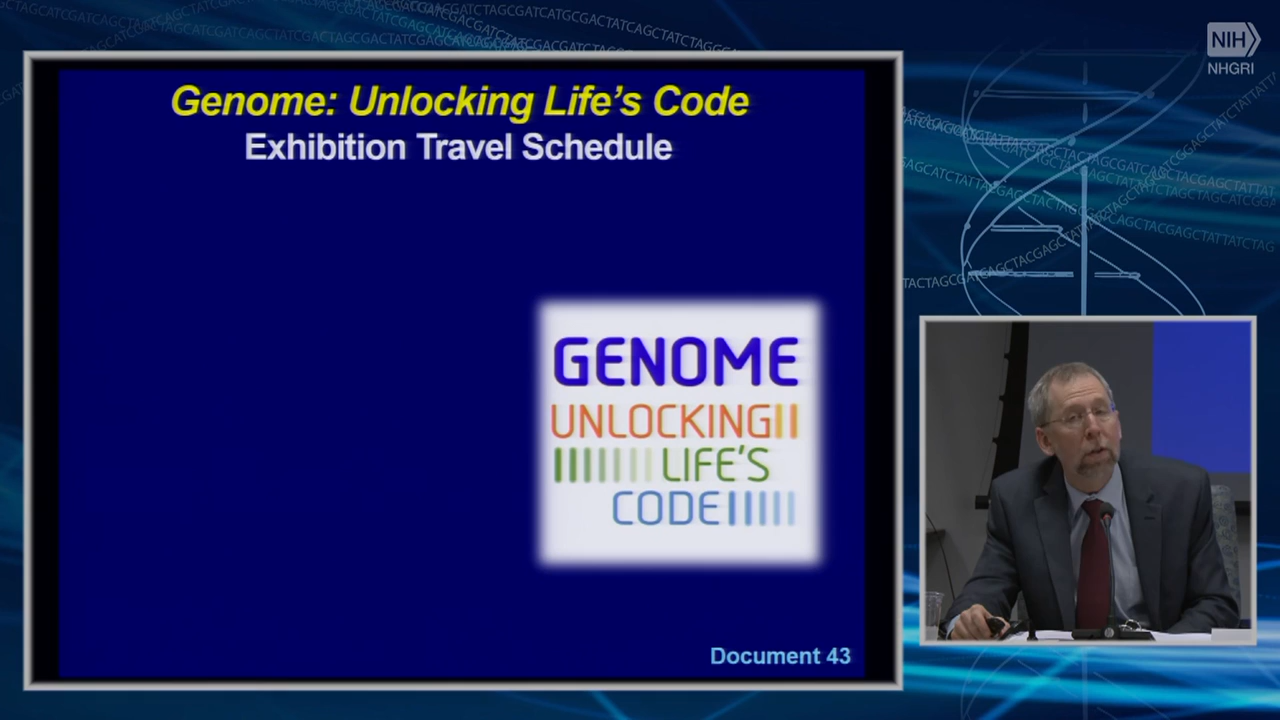 NIH
NHGRI
Genome: Unlocking Life's Code
Exhibition Travel Schedule
GENOME
UNLOCKING
LIFE'S
CODE
Document 43